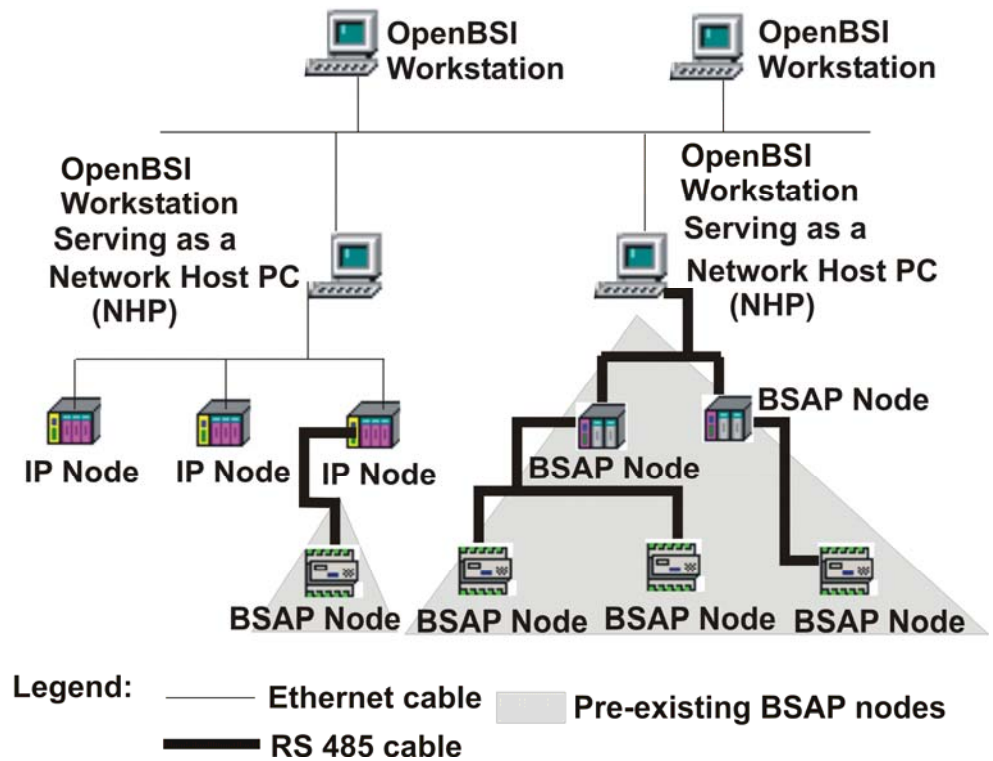 OpenBSI
Workstation
OpenBSI
Workstation
OpenBSI
Workstation
Serving as a
Network Host PC
(NHP)
OpenBSI
Workstation
Serving as a
Network Host PC
(NHP)
IP Node
IP Node
IP Node
BSAP Node
BSAP Node
BSAP Node
BSAP Node
BSAP Node
BSAP Node
Legend:
Ethernet cable
Pre-existing BSAP nodes
RS 485 cable